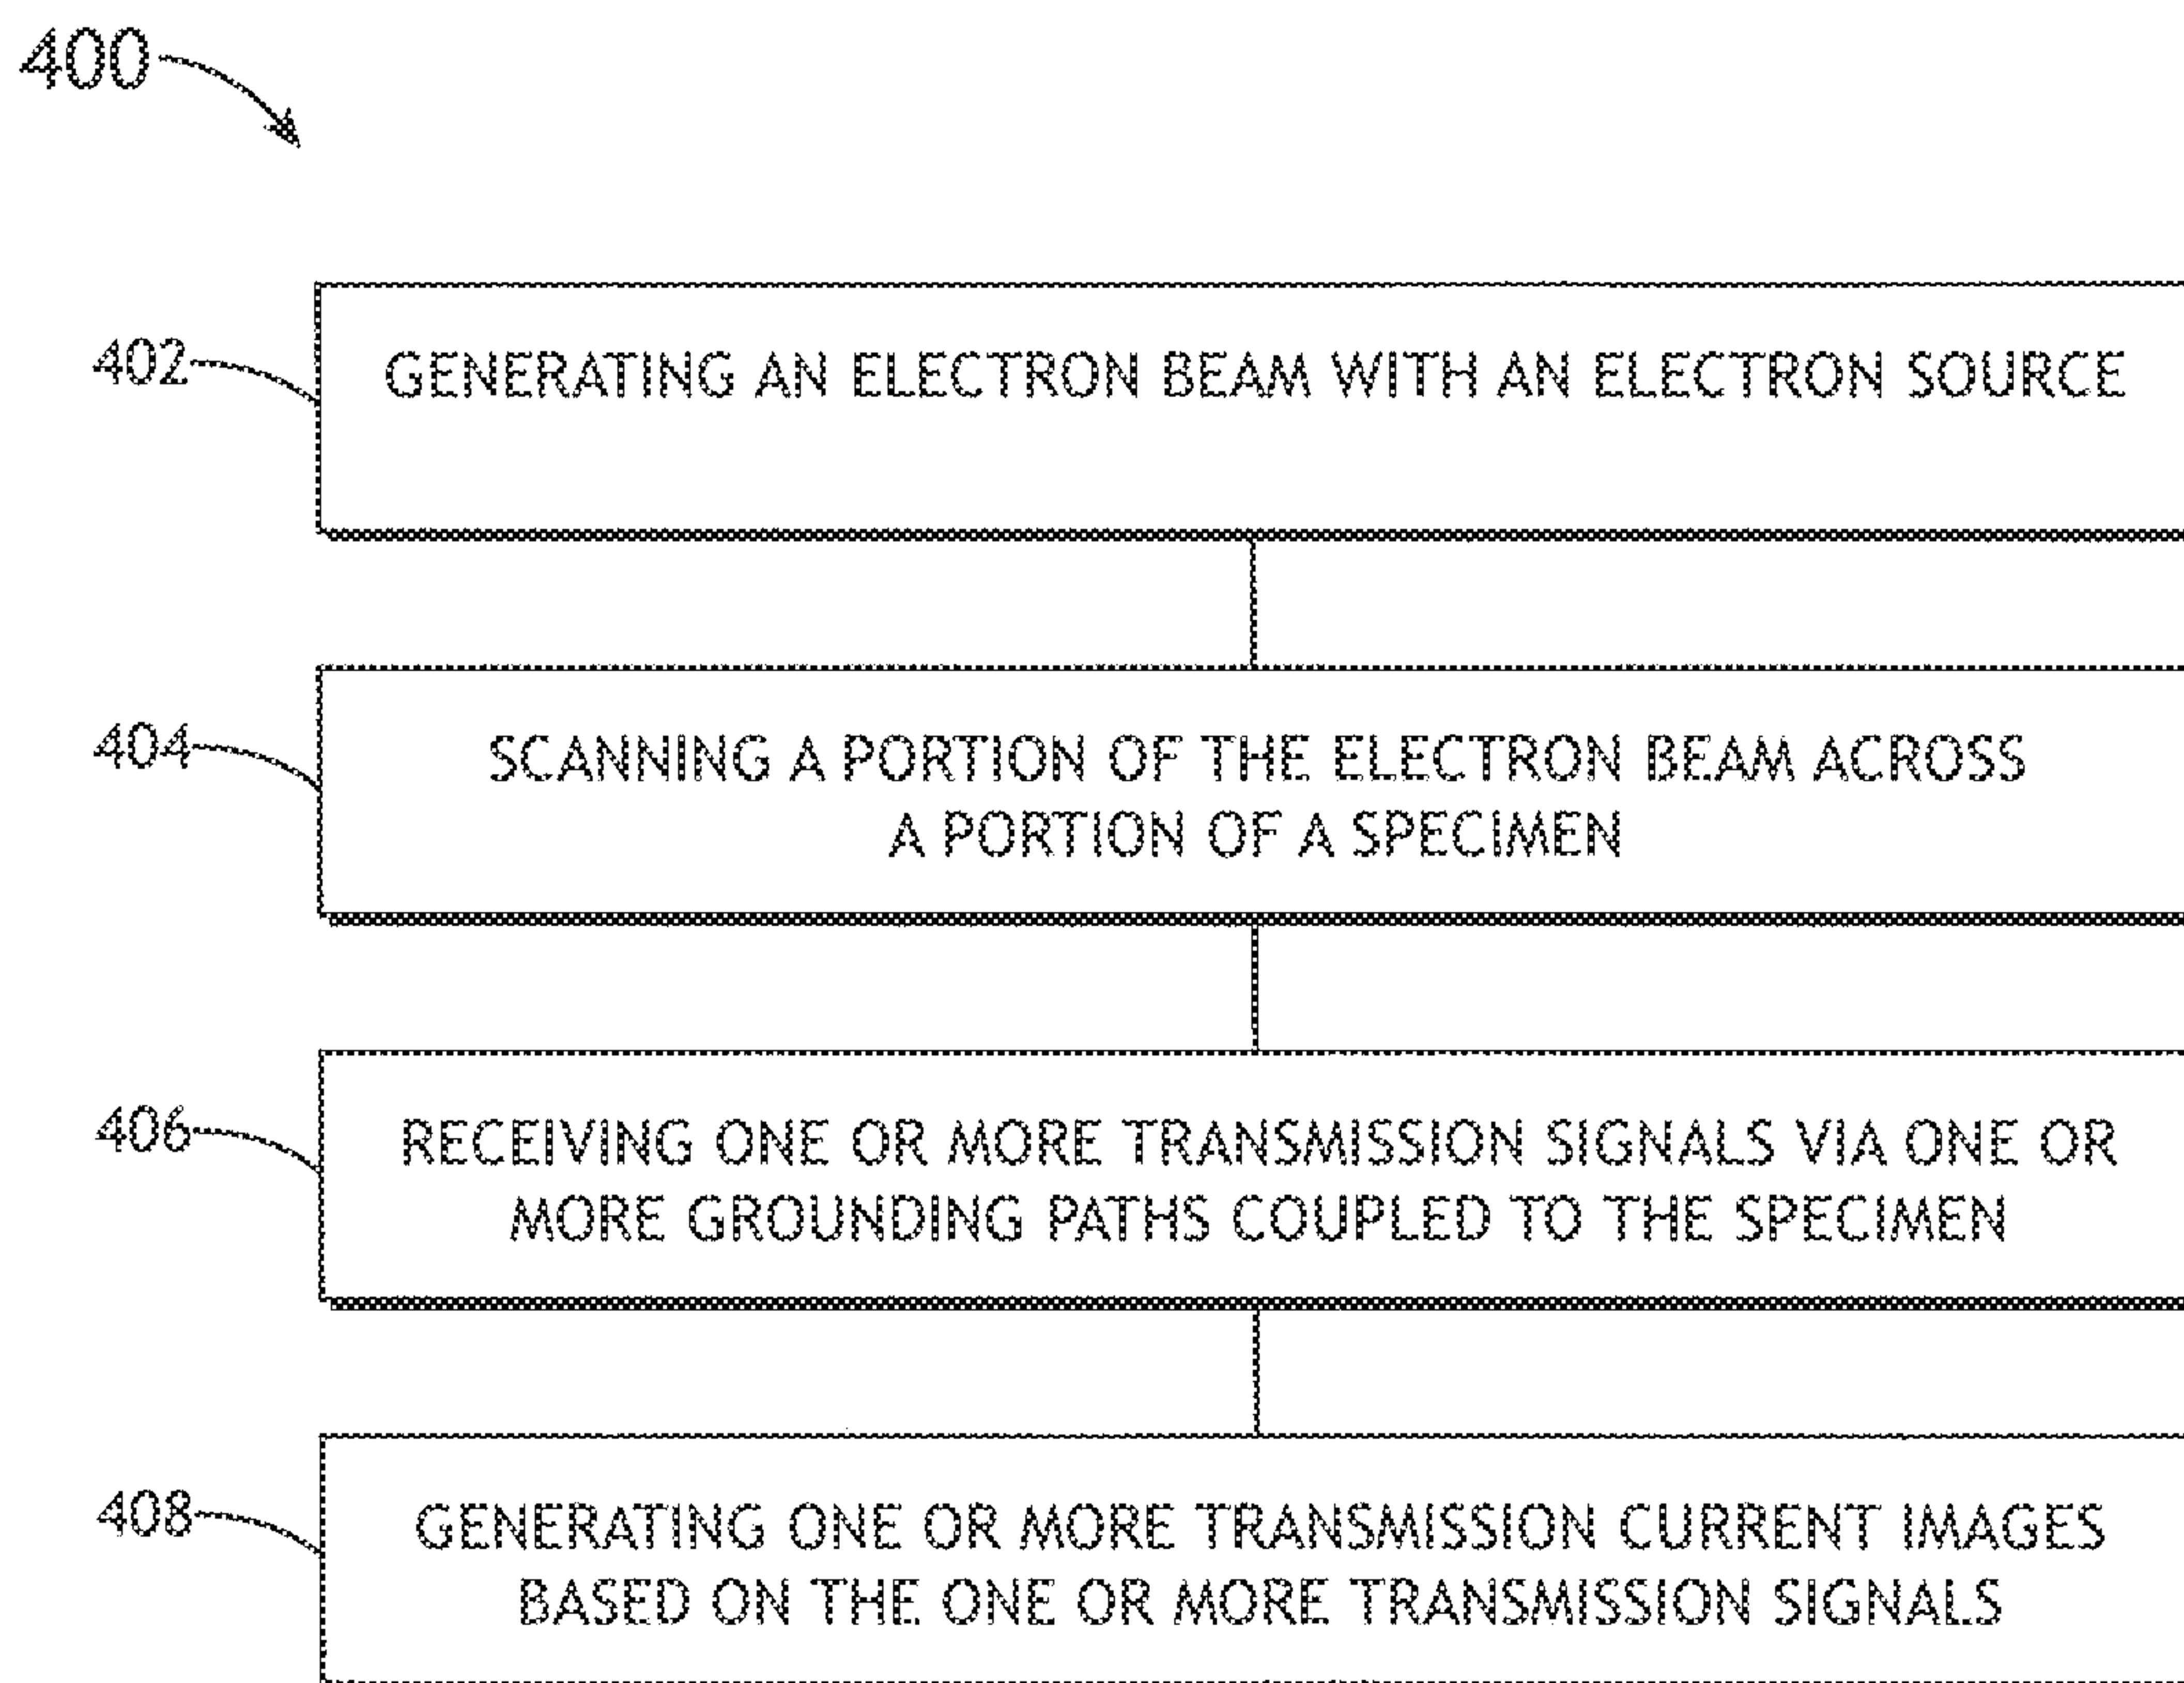 400
402
GENERATING AN ELECTRON BEAM WITH AN ELECTRON SOURCE
404
SCANNING A PORTION OF THE ELECTRON BEAM ACROSS
A PORTION OF A SPECIMEN
406
RECEIVING ONE OR MORE TRANSMISSION SIGNALS VIA ONE OR
MORE GROUNDING PATHS COUPLED TO THE SPECIMEN
408
GENERATING ONE OR MORE TRANSMISSION CURRENT IMAGES
BASED ON THE ONE OR MORE TRANSMISSION SIGNALS